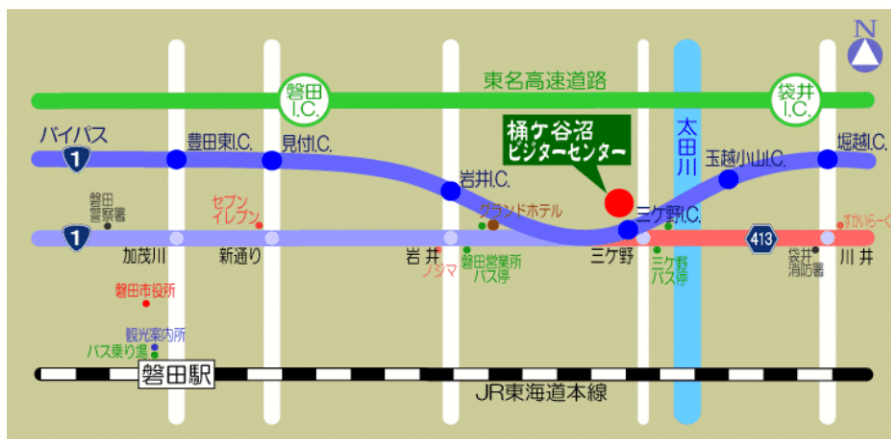 N
東名高速道路
磐田
I.C.
袋井
I.C.
桶ケ谷沼
ビジターセンター
太田川
バイパス
1
豊田東I.C.
見付I.C.
岩井I.C.
三ケ野I.C.
玉越小山I.C.
堀越I.C.
磐田
警察署
セブン
イレブン
グランドホテル
すかいらーく
1
加茂川
新通り
岩井
ノジマ
磐田営業所
バス停
三ケ野
三ケ野
バス停
413
袋井
消防署
川井
磐田市役所
観光案内所
バス乗り場
磐田駅
JR東海道本線